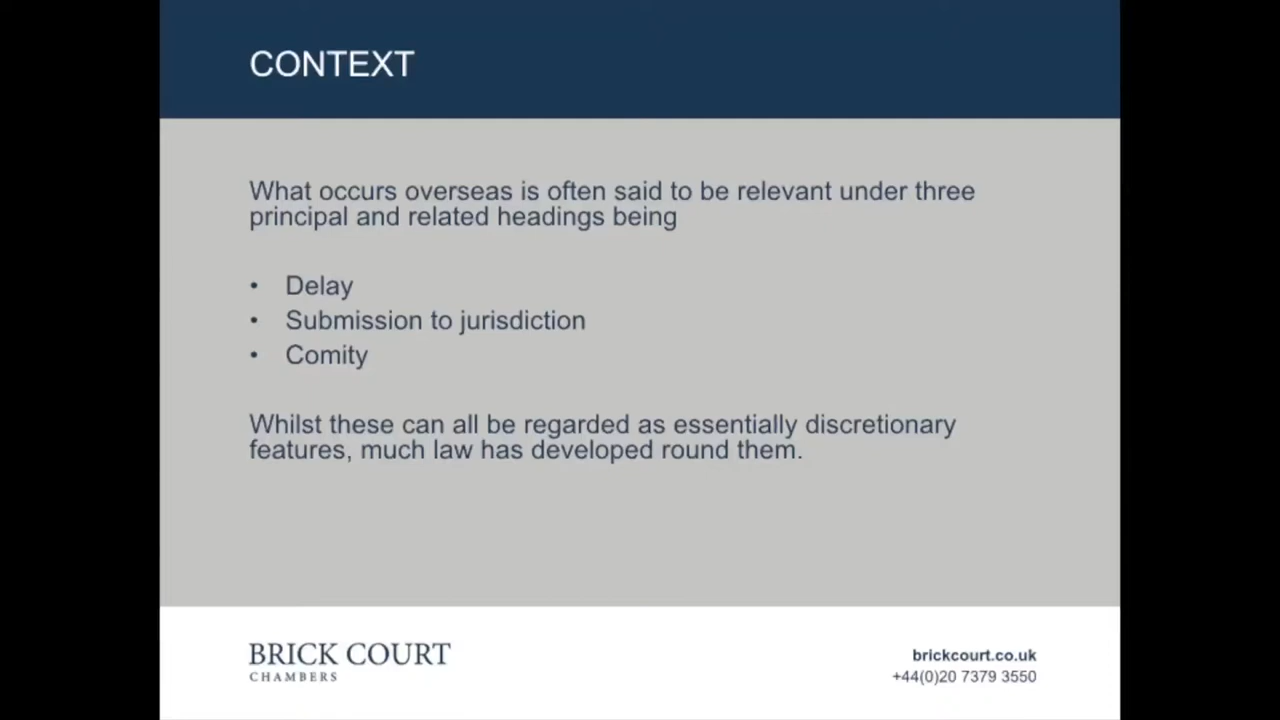 CONTEXT
What occurs overseas is often said to be relevant under three
principal and related headings being
• Delay
• Submission to jurisdiction
• Comity
Whilst these can all be regarded as essentially discretionary
features, much law has developed round them.
BRICK COURT
CHAMBERS
brickcourt.co.uk
+44(0)20 7379 3550